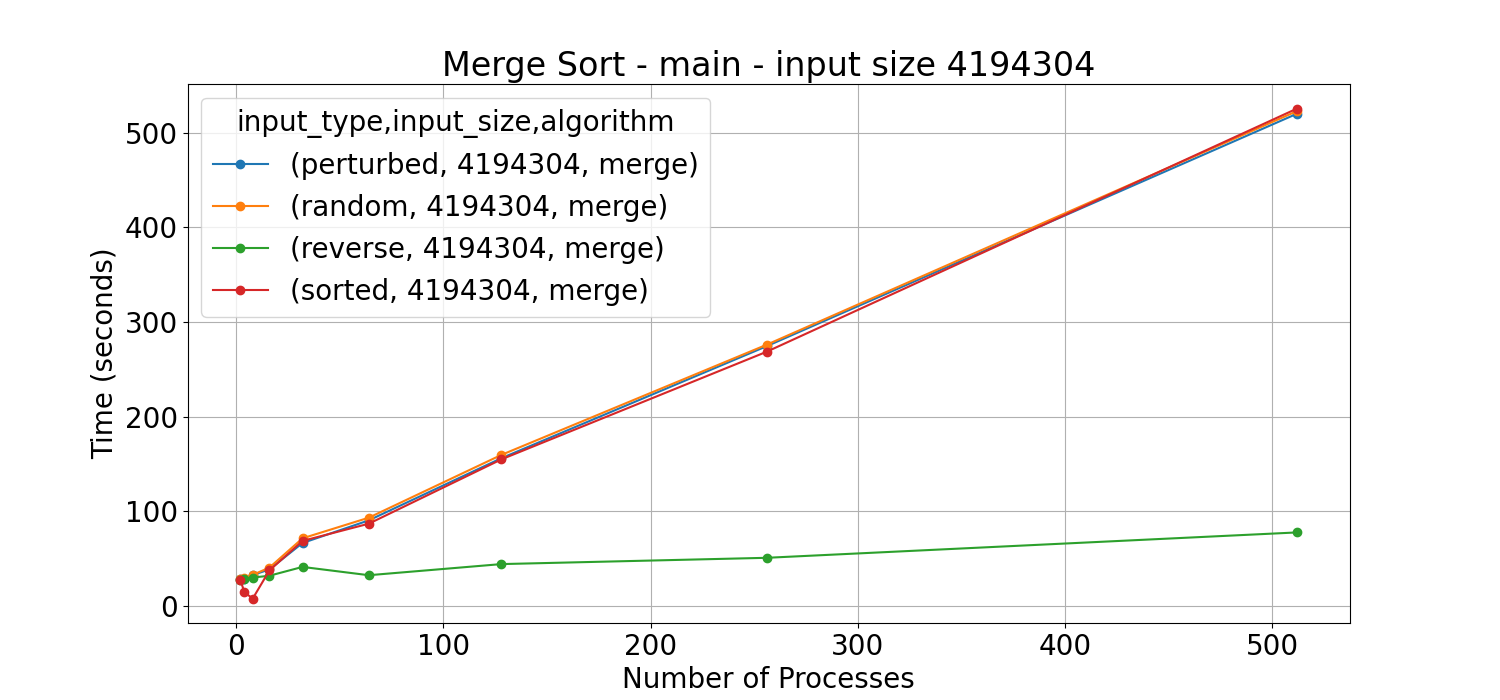 Merge Sort - main - input size 4194304
input_type,input_size,algorithm
(perturbed, 4194304, merge)
(random, 4194304, merge)
(reverse, 4194304, merge)
(sorted, 4194304, merge)
Time (seconds)
500
400
300
200
100
0
0 100 200 300 400 500
Number of Processes